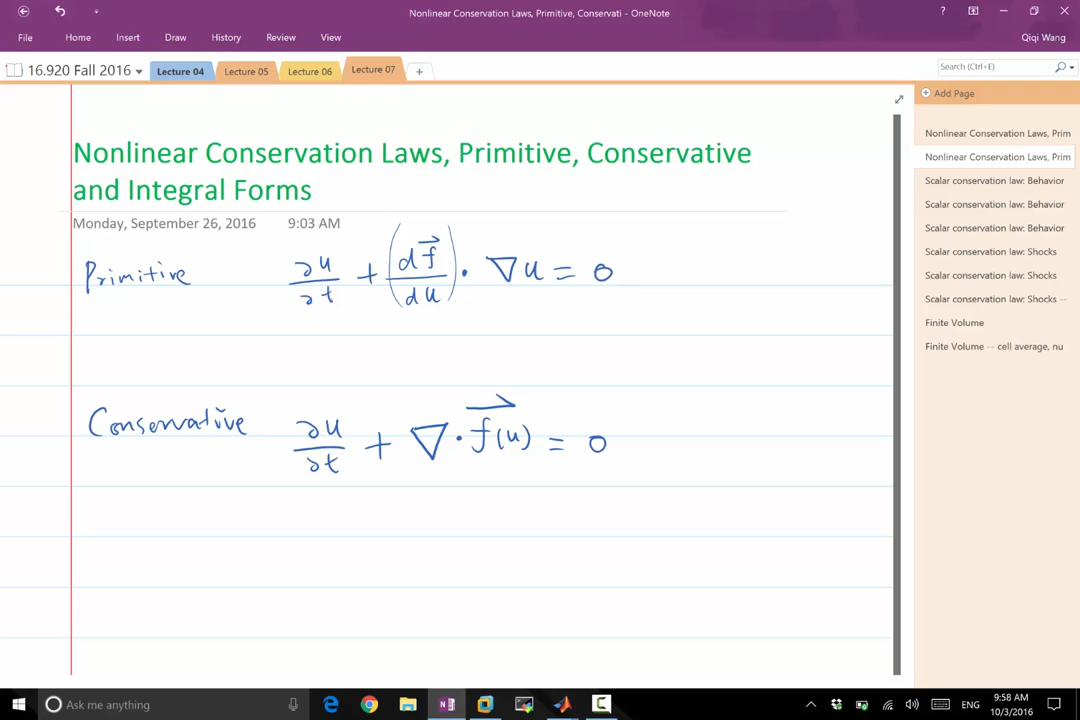 Nonlinear Conservation Laws, Primitive, Conservati - OneNote
?
File Home Insert Draw History Review View
Qiqi Wang
16.920 Fall 2016 Lecture 04 Lecture 05 Lecture 06 Lecture 07 +
Search (Ctrl+E)
Add Page
Nonlinear Conservation Laws, Primitive, Conservative
and Integral Forms
Monday, September 26, 2016 9:03 AM
Primitive ∂u/∂t + (d\vec{f}/du) · ∇u = 0
Conservative ∂u/∂t + ∇ · \vec{f(u)} = 0
Nonlinear Conservation Laws, Prim
Nonlinear Conservation Laws, Prim
Scalar conservation law: Behavior
Scalar conservation law: Behavior
Scalar conservation law: Behavior
Scalar conservation law: Shocks
Scalar conservation law: Shocks
Scalar conservation law: Shocks --
Finite Volume
Finite Volume -- cell average, nu
Ask me anything
ENG
9:58 AM
10/3/2016